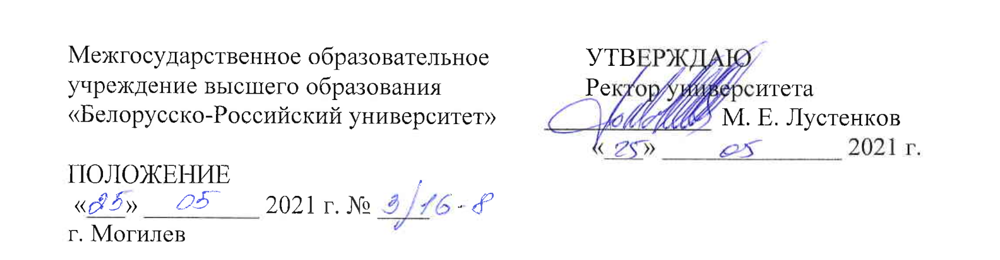 Межгосударственное образовательное
учреждение высшего образования
«Белорусско-Российский университет»
УТВЕРЖДАЮ
Ректор университета
М. Е. Лустенков
«25» 05 2021 г.
ПОЛОЖЕНИЕ
«25» 05 2021 г. № 3/16-8
г. Могилев